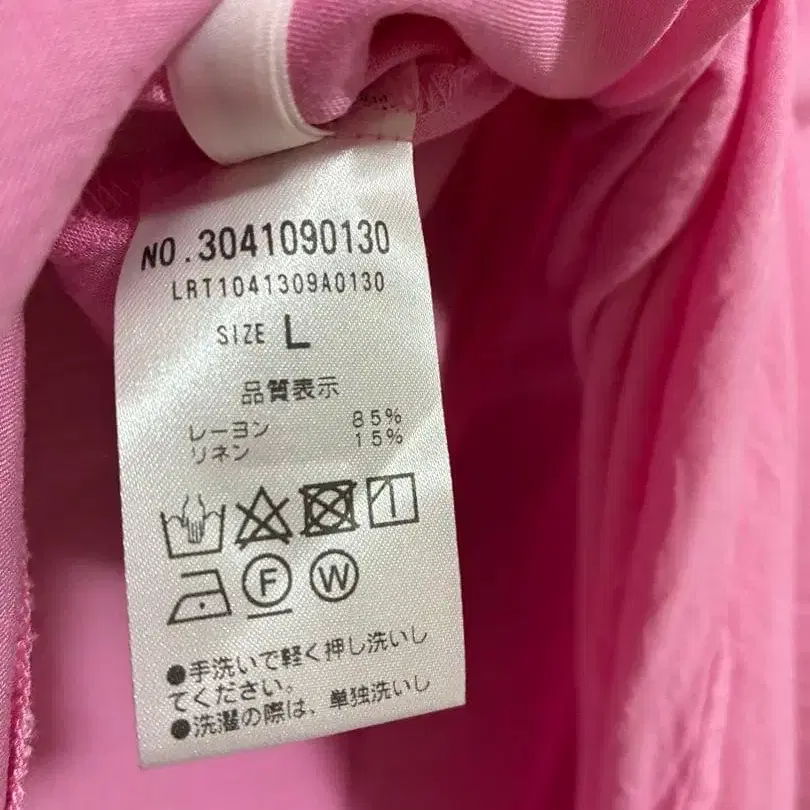 NO.3041090130
LRT1041309A0130
SIZE L
品質表示
レーヨン 85%
リネン 15%
F W
●手洗いで軽く押し洗いし
てください。
●洗濯の際は、単独洗いし